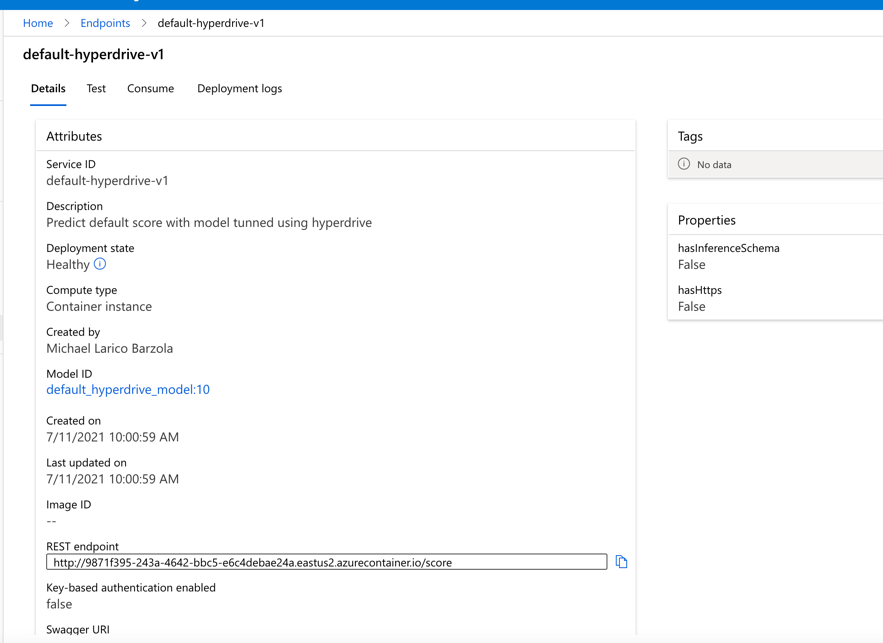 Home > Endpoints > default-hyperdrive-v1
default-hyperdrive-v1
Details Test Consume Deployment logs
Attributes
Service ID
default-hyperdrive-v1
Description
Predict default score with model tunned using hyperdrive
Deployment state
Healthy
Compute type
Container instance
Created by
Michael Larico Barzola
Model ID
default_hyperdrive_model:10
Created on
7/11/2021 10:00:59 AM
Last updated on
7/11/2021 10:00:59 AM
Image ID
--
REST endpoint
http://9871f395-243a-4642-bbc5-e6c4debae24a.eastus2.azurecontainer.io/score
Key-based authentication enabled
false
Swagger URI
Tags
No data
Properties
hasInferenceSchema
False
hasHttps
False